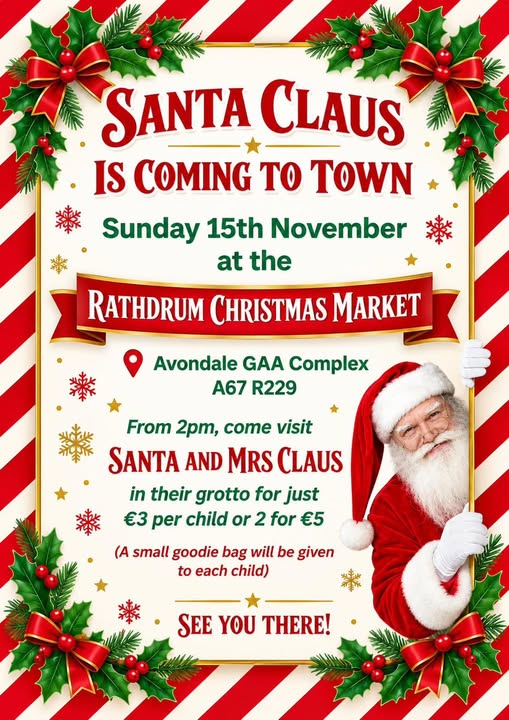 SANTA CLAUS
IS COMING TO TOWN
Sunday 15th November
at the
RATHDRUM CHRISTMAS MARKET
Avondale GAA Complex
A67 R229
From 2pm, come visit
SANTA AND MRS CLAUS
in their grotto for just
€3 per child or 2 for €5
(A small goodie bag will be given
to each child)
SEE YOU THERE!